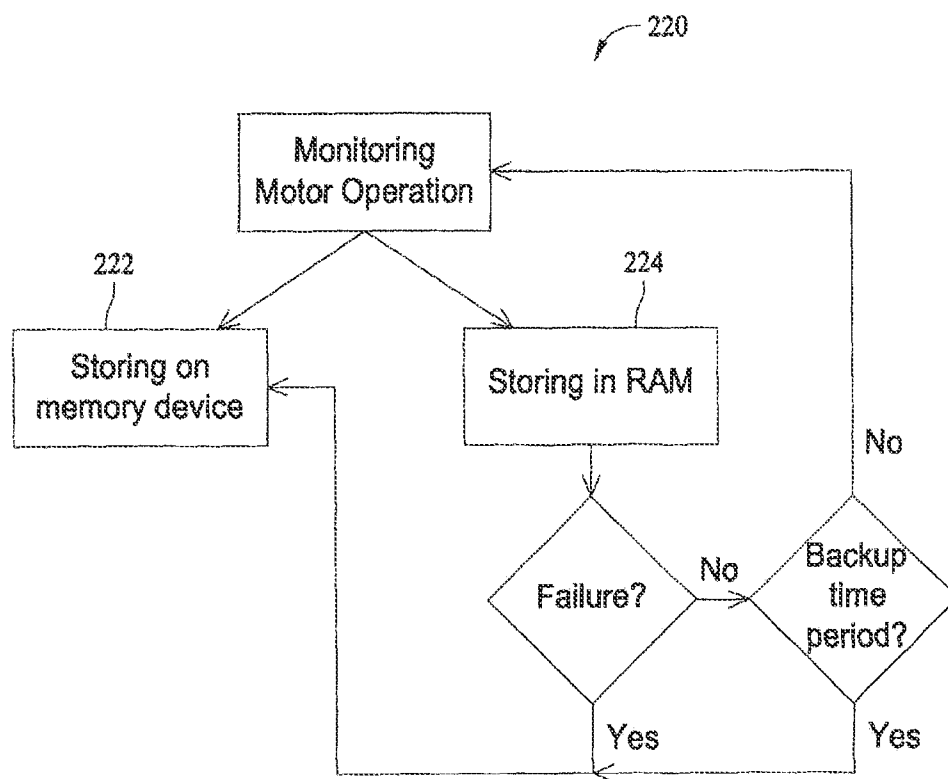 220
Monitoring
Motor Operation
222
224
Storing on
memory device
Storing in RAM
No
Failure?
No
Backup
time
period?
Yes
Yes